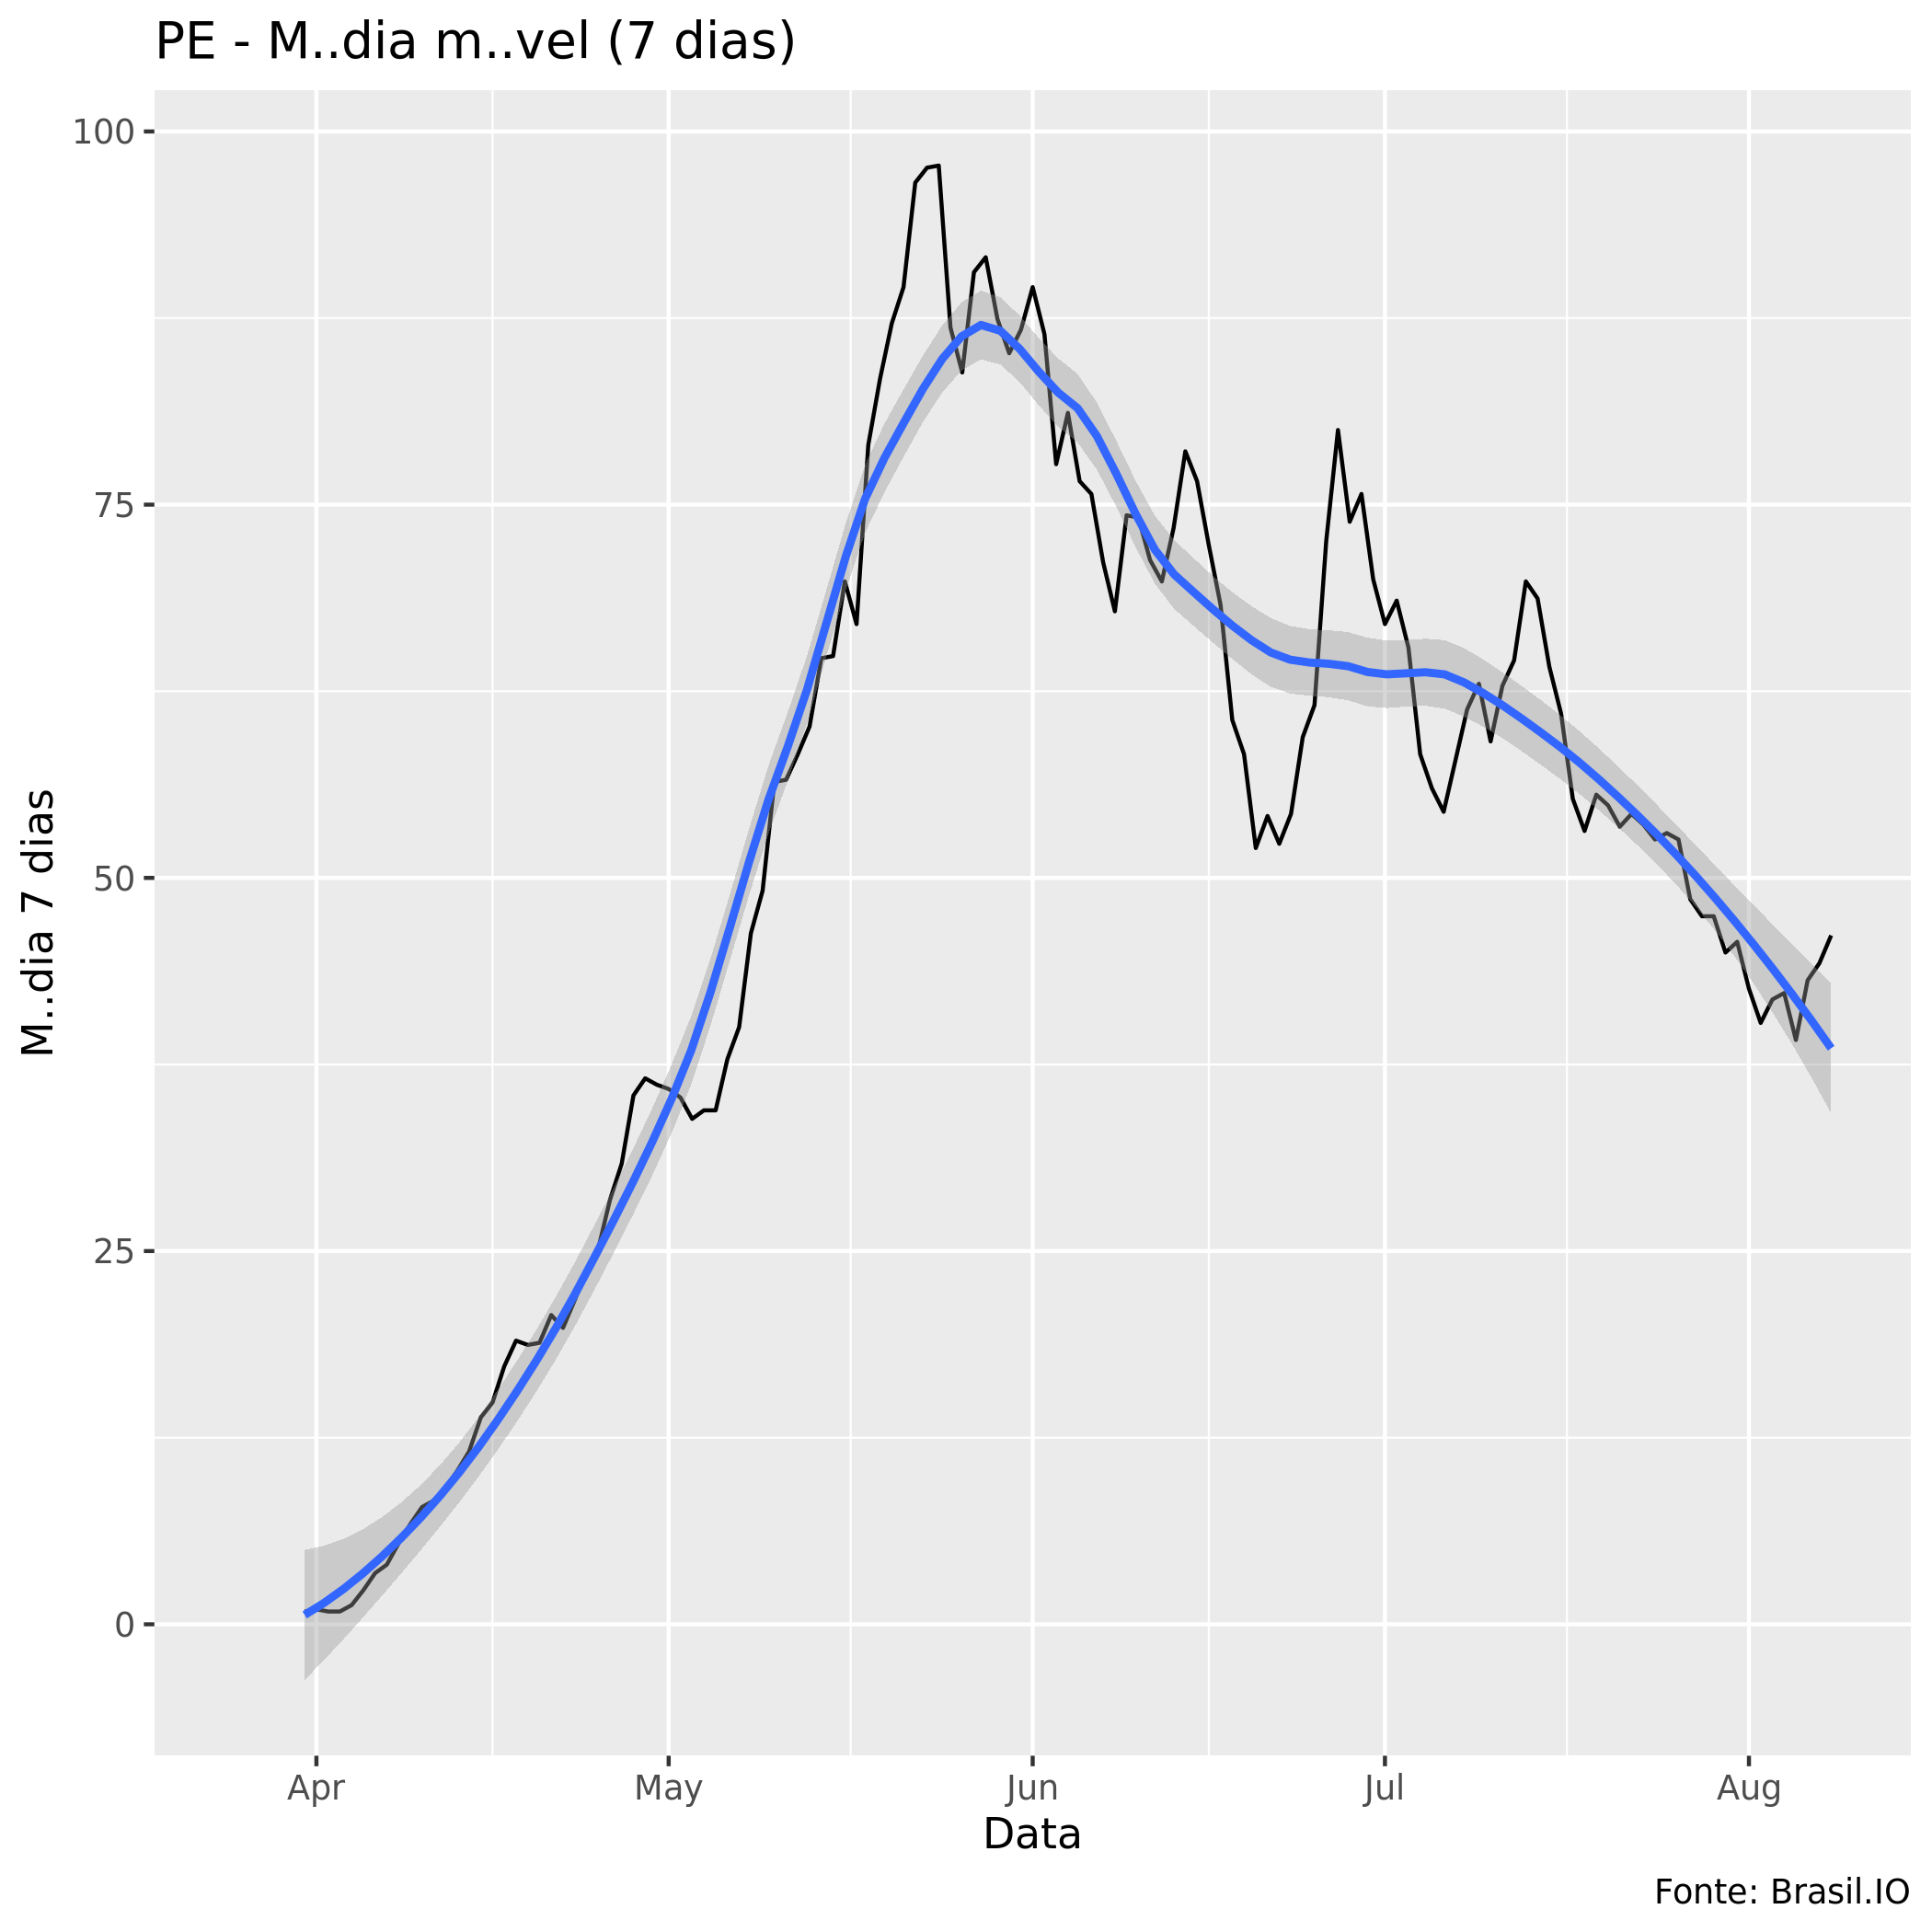 PE - M..dia m..vel (7 dias)
M..dia 7 dias
100
75
50
25
0
Apr May Jun Jul Aug
Data
Fonte: Brasil.IO